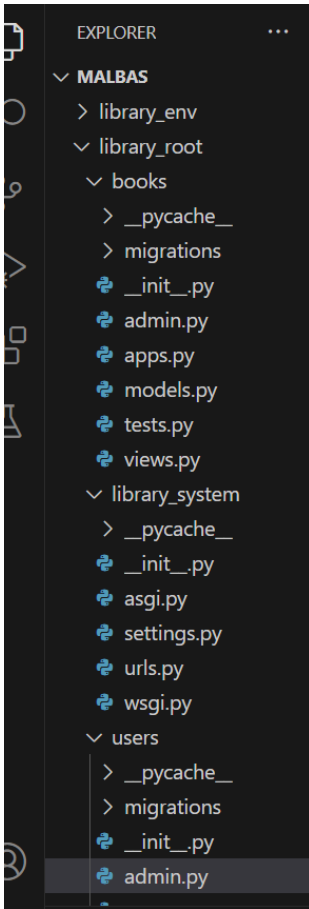 EXPLORER
MALBAS
library_env
library_root
books
__pycache__
migrations
__init__.py
admin.py
apps.py
models.py
tests.py
views.py
library_system
__pycache__
__init__.py
asgi.py
settings.py
urls.py
wsgi.py
users
__pycache__
migrations
__init__.py
admin.py